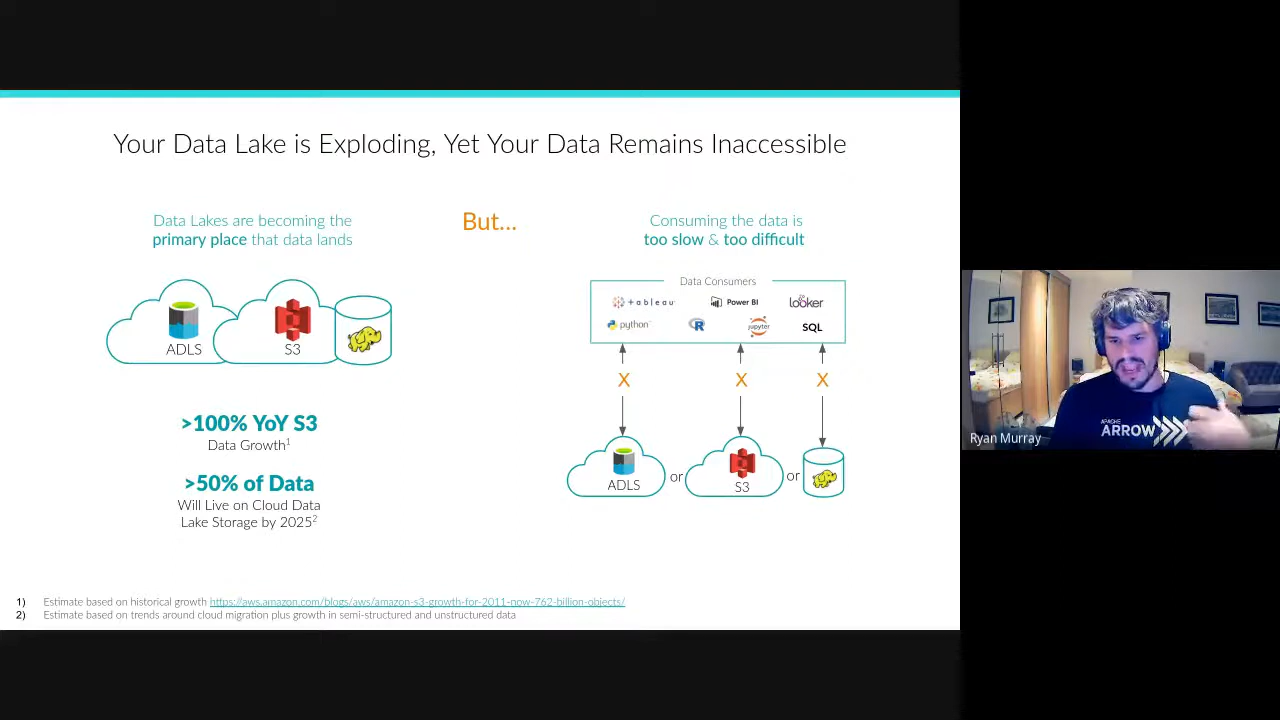 Your Data Lake is Exploding, Yet Your Data Remains Inaccessible
Data Lakes are becoming the
primary place that data lands
But...
Consuming the data is
too slow & too difficult
ADLS
S3
>100% YoY S3
Data Growth1
>50% of Data
Will Live on Cloud Data
Lake Storage by 20252
Data Consumers
+ableau
Power BI
looker
python
R
jupyter
SQL
X
X
X
ADLS
or
S3
or
1) Estimate based on historical growth https://aws.amazon.com/blogs/aws/amazon-s3-growth-for-2011-now-762-billion-objects/
2) Estimate based on trends around cloud migration plus growth in semi-structured and unstructured data
APACHE
ARROW
Ryan Murray